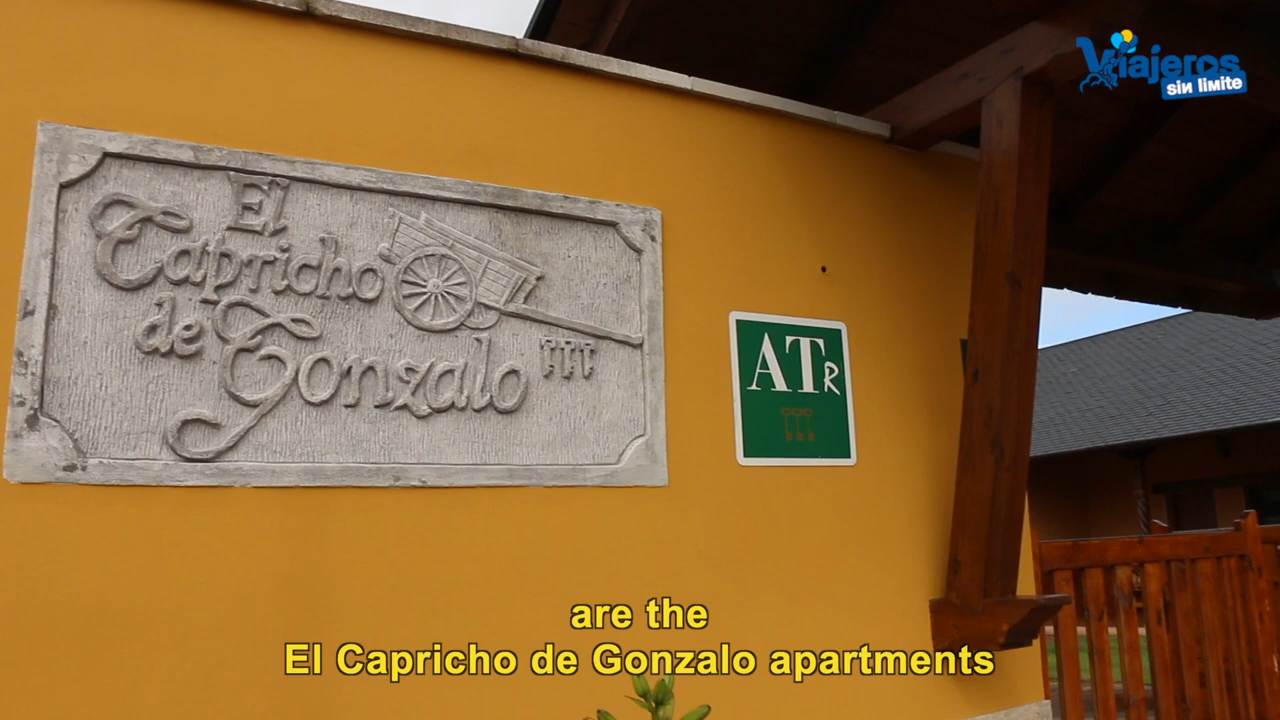 El
Capricho
de Gonzalo
ATR
Viajeros
sin limite
are the
El Capricho de Gonzalo apartments